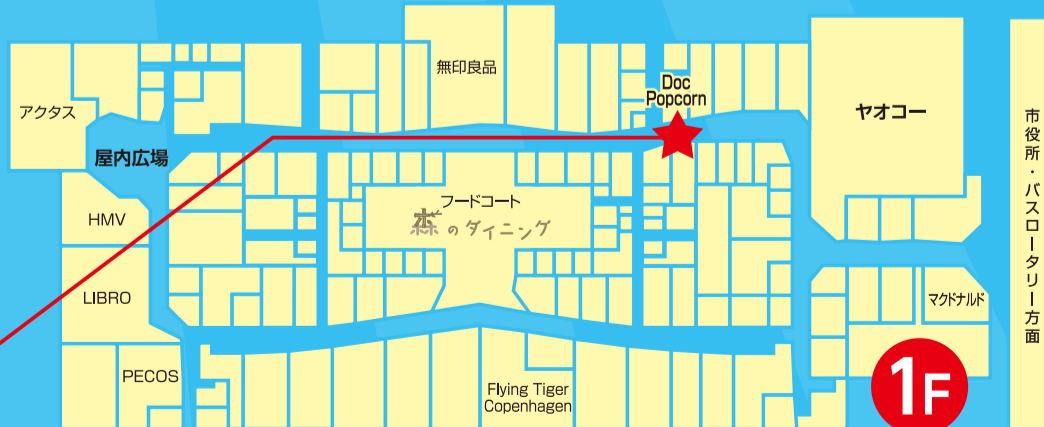 アクタス
屋内広場
HMV
LIBRO
PECOS
無印良品
Doc
Popcorn
ヤオコー
フードコート
森のダイニング
Flying Tiger
Copenhagen
マクドナルド
1F
市役所・バスロータリー方面